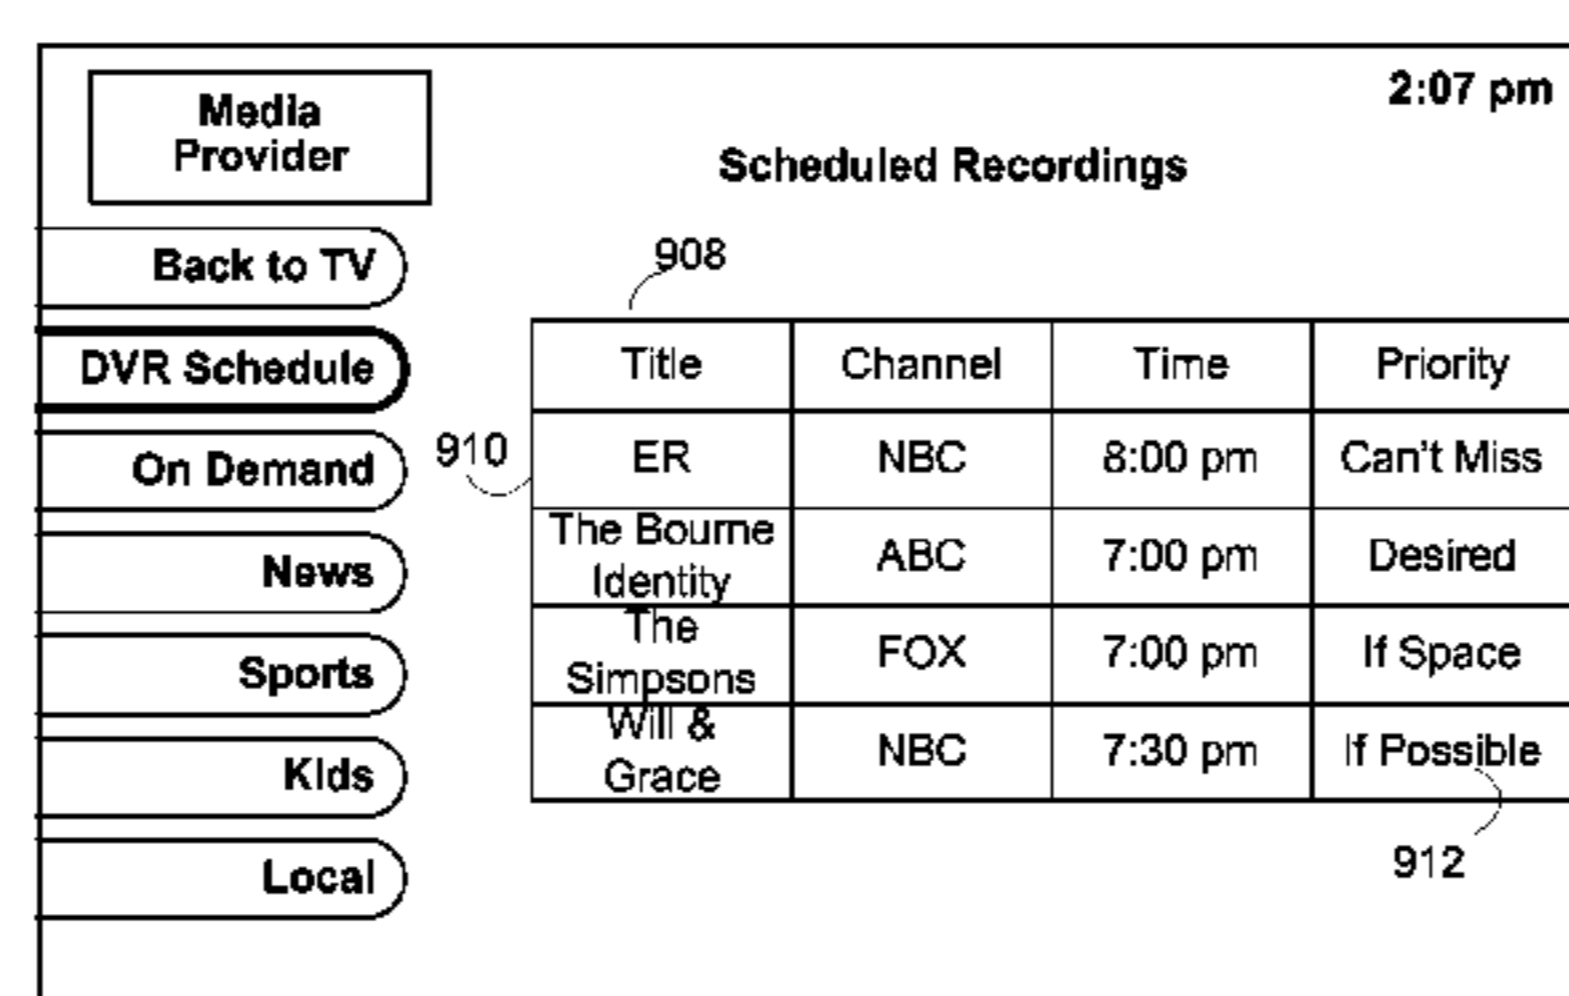 2:07 pm
Media
Provider
Scheduled Recordings
Back to TV
908
DVR Schedule
Title Channel Time Priority
On Demand
910
ER NBC 8:00 pm Can't Miss
News
The Bourne
Identity ABC 7:00 pm Desired
Sports
The
Simpsons FOX 7:00 pm If Space
Kids
Will &
Grace NBC 7:30 pm If Possible
Local
912